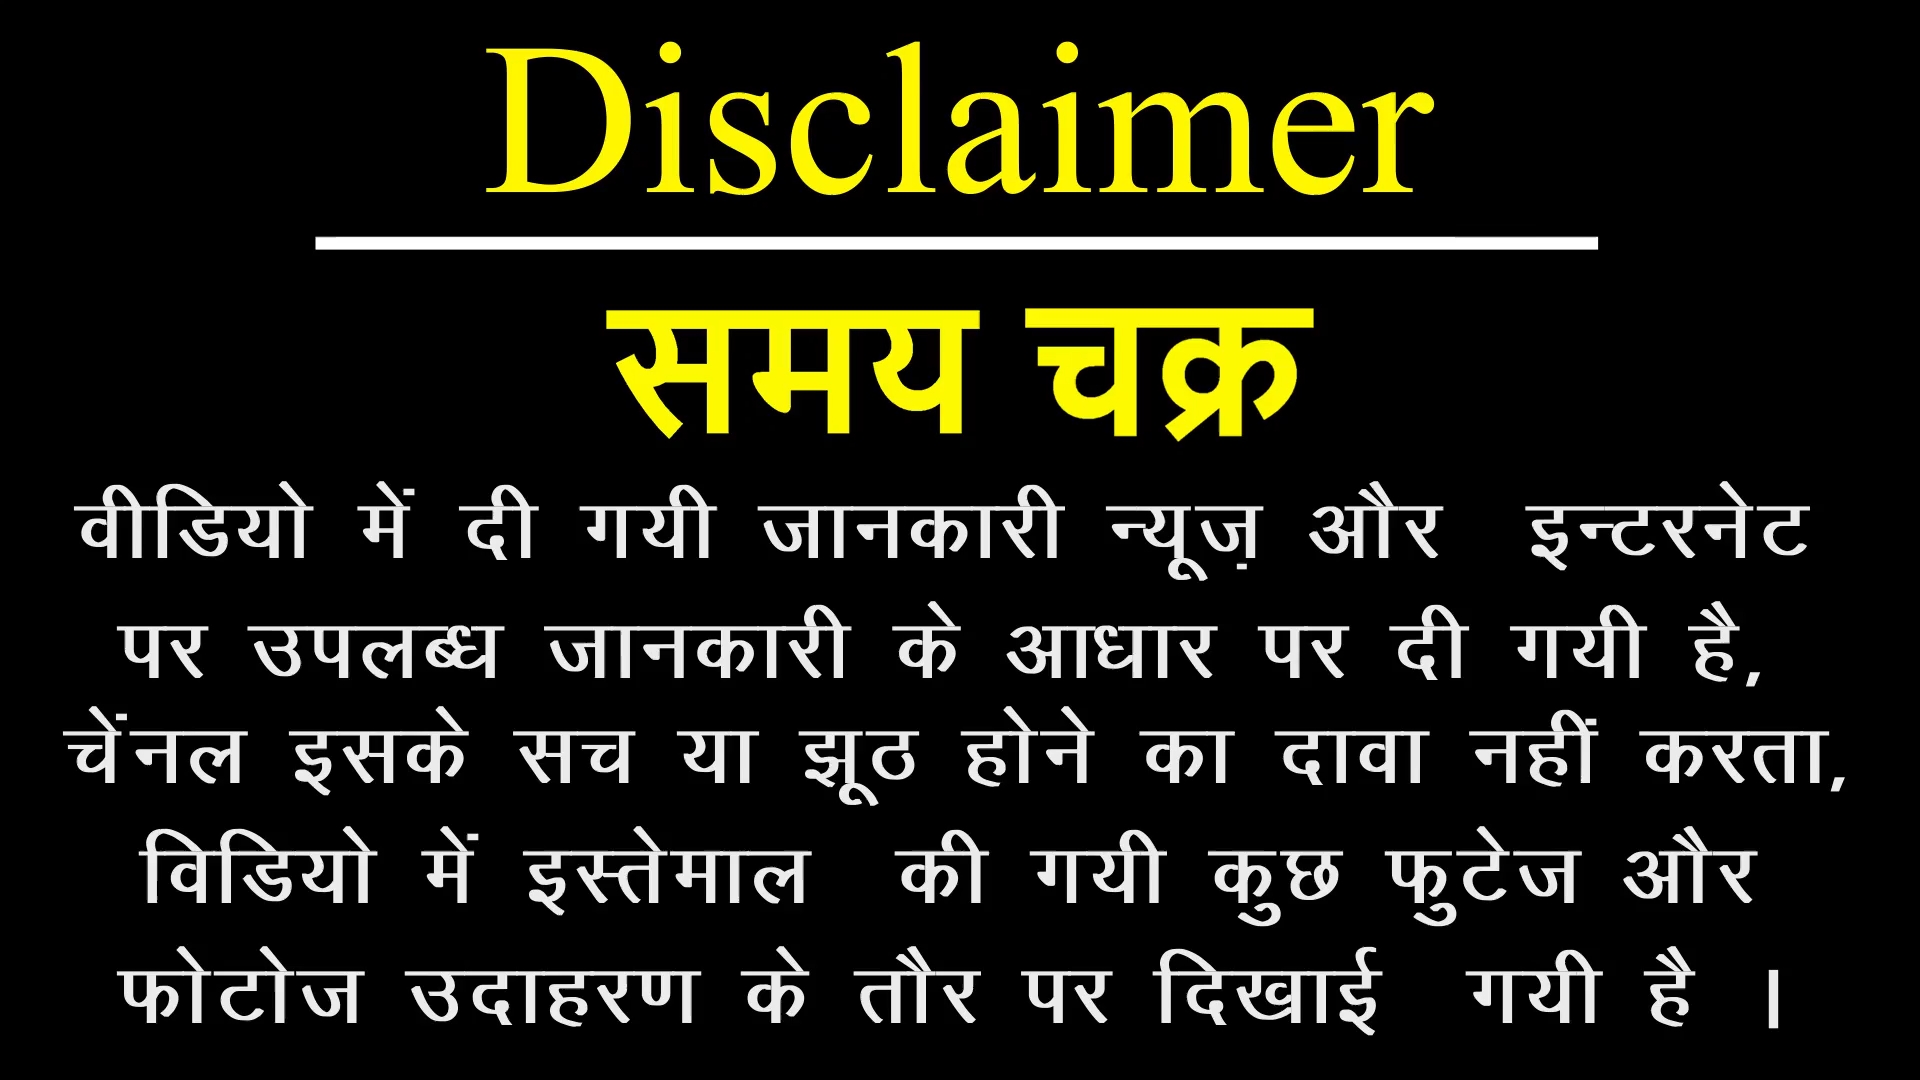 Disclaimer
समय चक्र
वीडियो में दी गयी जानकारी न्यूज़ और इन्टरनेट
पर उपलब्ध जानकारी के आधार पर दी गयी है,
चेंनल इसके सच या झूठ होने का दावा नहीं करता,
विडियो में इस्तेमाल की गयी कुछ फुटेज और
फोटोज उदाहरण के तौर पर दिखाई गयी है ।